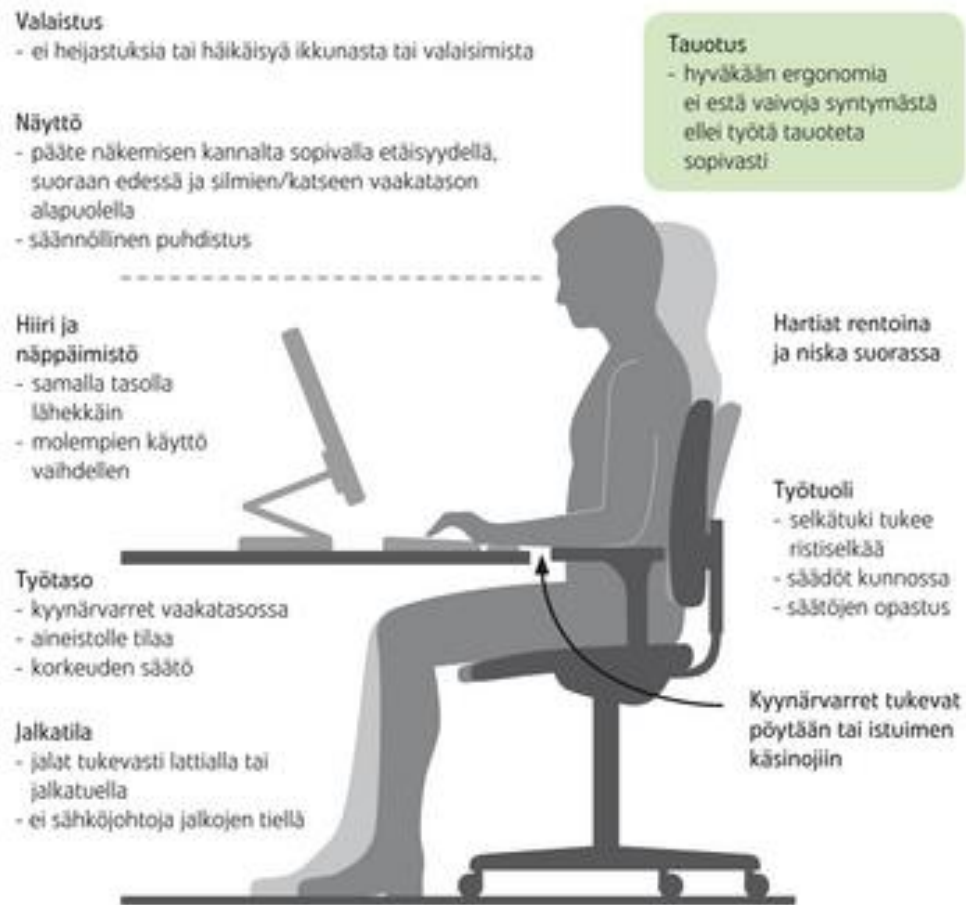 Valaistus
- ei heijastuksia tai häikäisyä ikkunasta tai valaisimista
Tauotus
- hyväkään ergonomia
ei estä vaivoja syntymästä
ellei työtä tauoteta
sopivasti
Näyttö
- pääte näkemisen kannalta sopivalla etäisyydellä,
suoraan edessä ja silmien/katseen vaakatason
alapuolella
- säännöllinen puhdistus
Hiiri ja
näppäimistö
- samalla tasolla
lähekkäin
- molempien käyttö
vaihdellen
Hartiat rentoina
ja niska suorassa
Työtuoli
- selkätuki tukee
ristiselkää
- säädöt kunnossa
- säätöjen opastus
Työtaso
- kyynärvarret vaakatasossa
- aineistolle tilaa
- korkeuden säätö
Kyynärvarret tukevat
pöytään tai istuimen
käsinojiin
Jalkatila
- jalat tukevasti lattialla tai
jalkatuella
- ei sähköjohtoja jalkojen tiellä